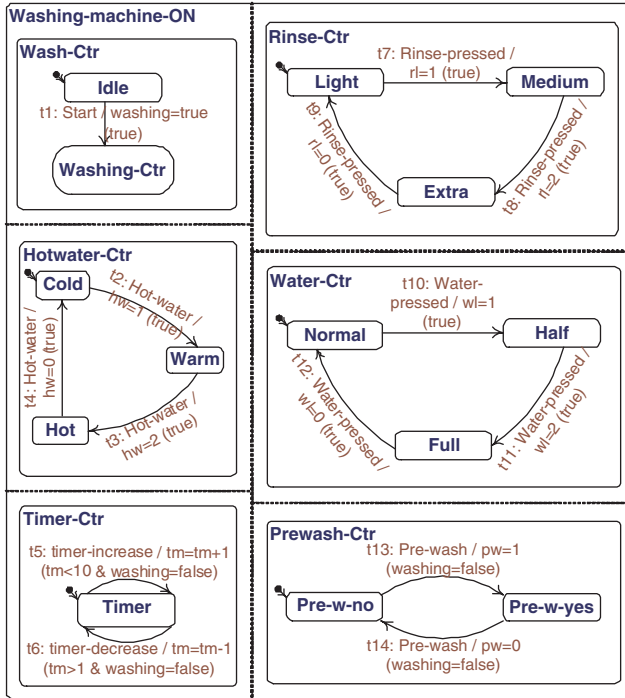 Washing-machine-ON
Wash-Ctr
Idle
t1: Start / washing=true
(true)
Washing-Ctr
Rinse-Ctr
t7: Rinse-pressed /
rl=1 (true)
Light
Medium
t9: Rinse-pressed /
rl=0 (true)
t8: Rinse-pressed /
rl=2 (true)
Extra
Hotwater-Ctr
Cold
t2: Hot-water /
hw=1 (true)
Warm
t4: Hot-water /
hw=0 (true)
Hot
t3: Hot-water /
hw=2 (true)
Water-Ctr
t10: Water-
pressed / wl=1
(true)
Normal
Half
t12: Water-pressed /
wl=0 (true)
t11: Water-pressed /
wl=2 (true)
Full
Timer-Ctr
t5: timer-increase / tm=tm+1
(tm<10 & washing=false)
Timer
t6: timer-decrease / tm=tm-1
(tm>1 & washing=false)
Prewash-Ctr
t13: Pre-wash / pw=1
(washing=false)
Pre-w-no
Pre-w-yes
t14: Pre-wash / pw=0
(washing=false)